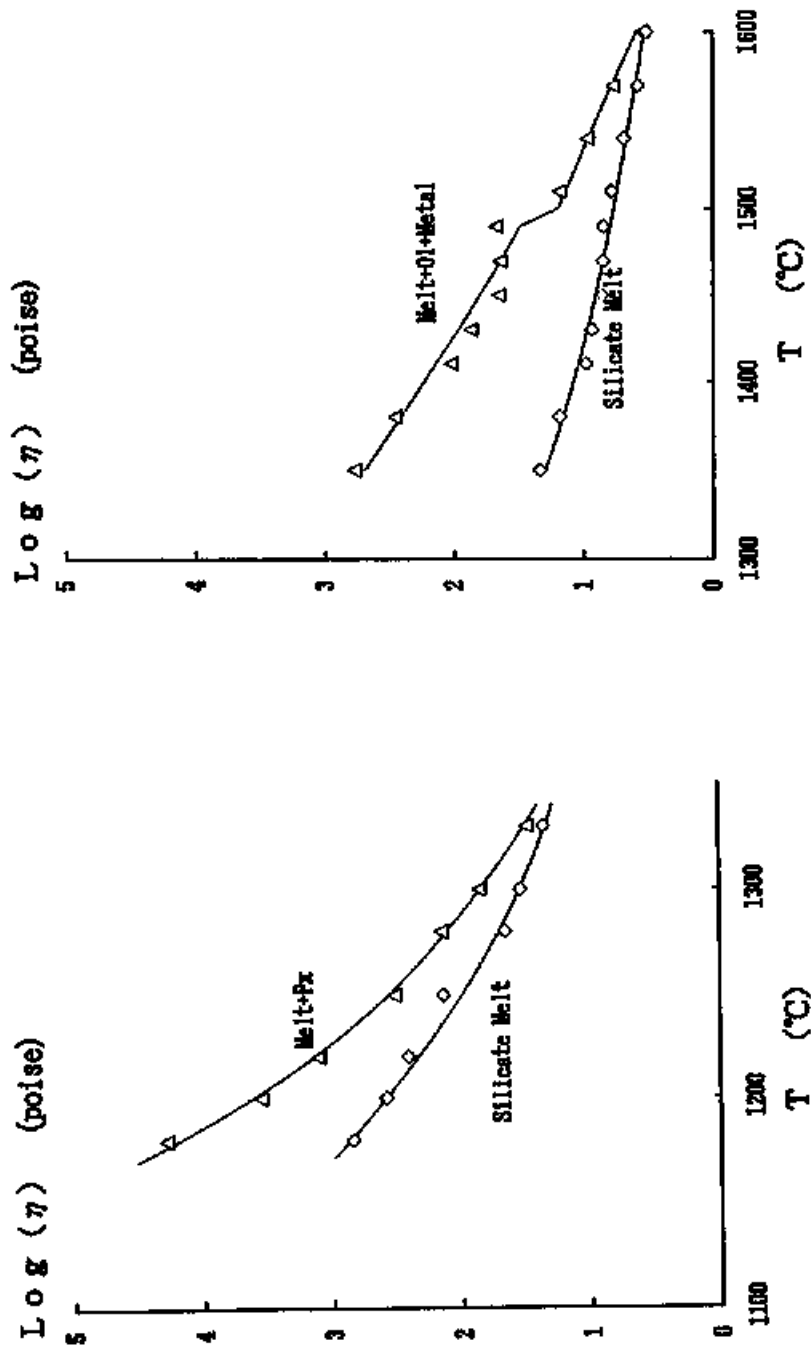 Log (η) (poise)
5
4
3
2
1
0
1100
1200
1300
T (℃)
Melt+Px
Silicate Melt
Log (η) (poise)
5
4
3
2
1
0
1300
1400
1500
1600
T (℃)
Melt+Ol+Metal
Silicate Melt